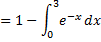 = 1 − ∫₀³ e⁻ˣ dx